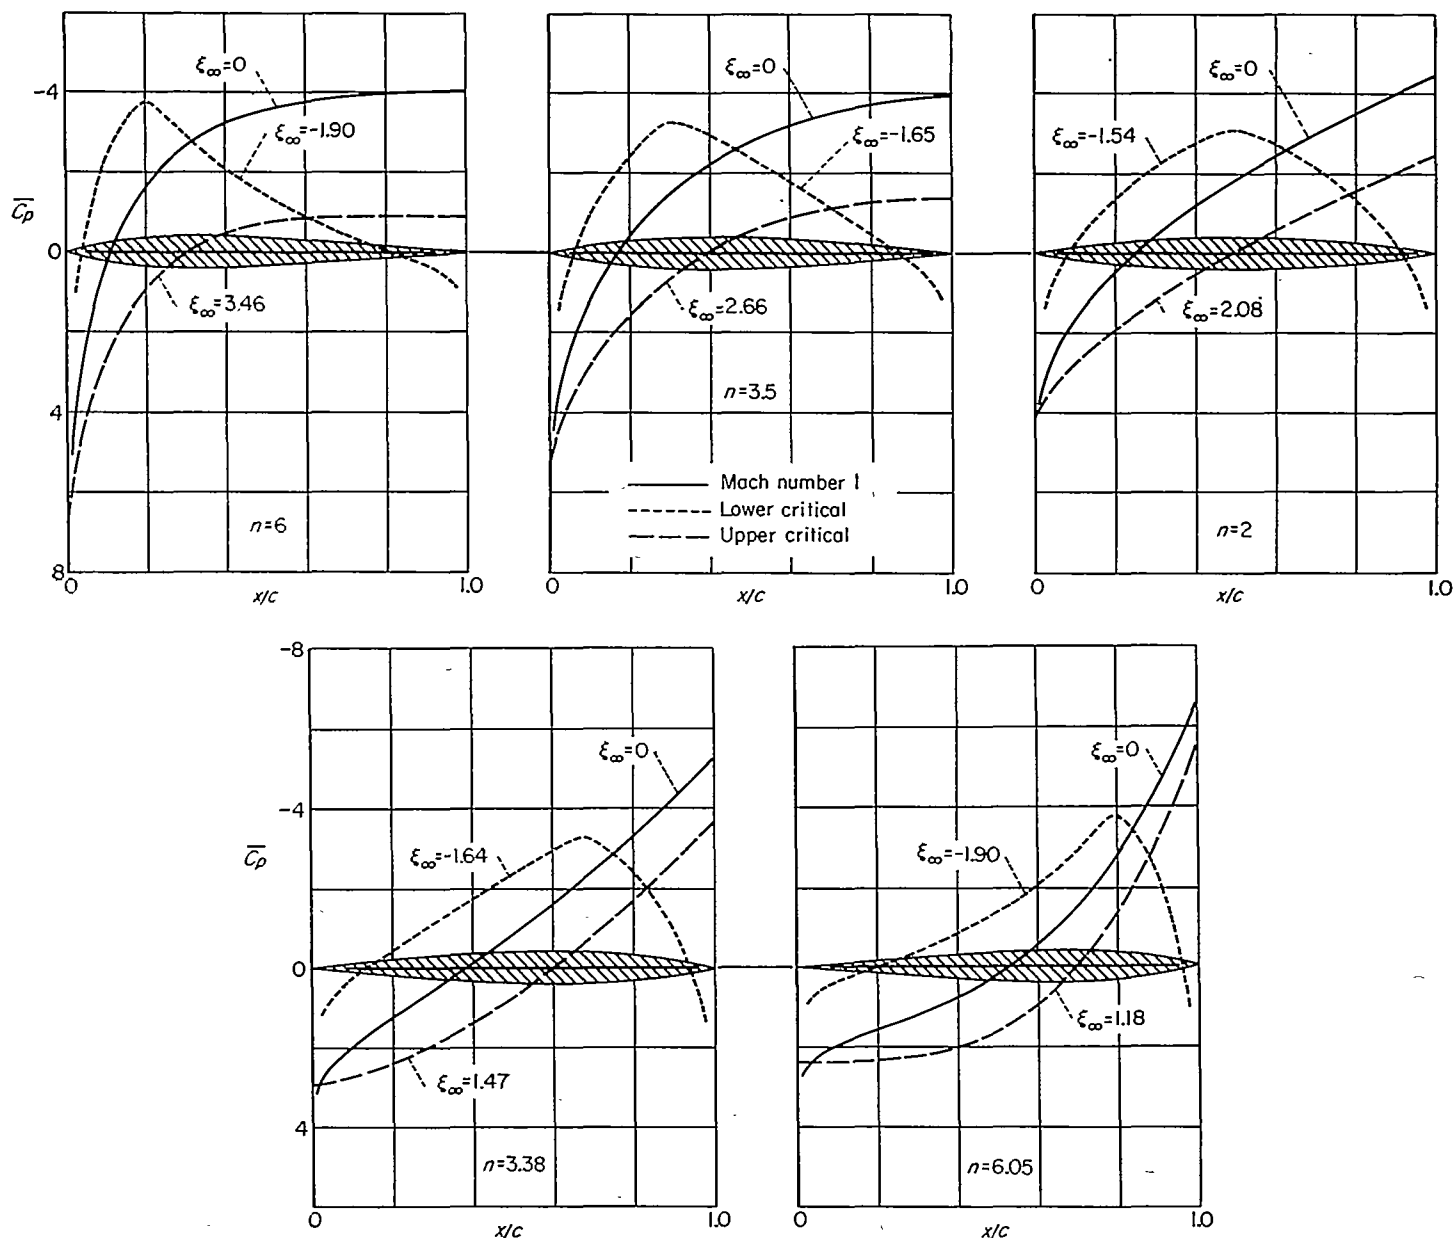 ξ∞=0
-4
ξ∞=-1.90
C̅p
0
ξ∞=3.46
4
n=6
8
0
1.0
x/c
ξ∞=0
ξ∞=-1.65
ξ∞=2.66
n=3.5
Mach number 1
Lower critical
Upper critical
0
1.0
x/c
ξ∞=0
ξ∞=-1.54
ξ∞=2.08
n=2
0
1.0
x/c
-8
ξ∞=0
-4
C̅p
ξ∞=-1.64
0
ξ∞=1.47
4
n=3.38
0
1.0
x/c
ξ∞=0
ξ∞=-1.90
ξ∞=1.18
n=6.05
0
1.0
x/c